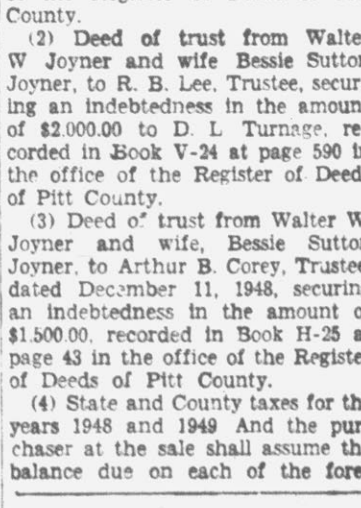 County.
(2) Deed of trust from Walte
W Joyner and wife Bessie Sutto
Joyner, to R. B. Lee, Trustee, secur
ing an indebtedness in the amoun
of $2.000.00 to D. L Turnage, re
corded in Book V-24 at page 590 i
the office of the Register of Deed
of Pitt County.
(3) Deed of trust from Walter W
Joyner and wife, Bessie Sutto
Joyner, to Arthur B. Corey, Trustee
dated December 11, 1948, securin
an indebtedness in the amount o
$1.500.00, recorded in Book H-25 a
page 43 in the office of the Registe
of Deeds of Pitt County.
(4) State and County taxes for th
years 1948 and 1949 And the pur
chaser at the sale shall assume th
balance due on each of the fore